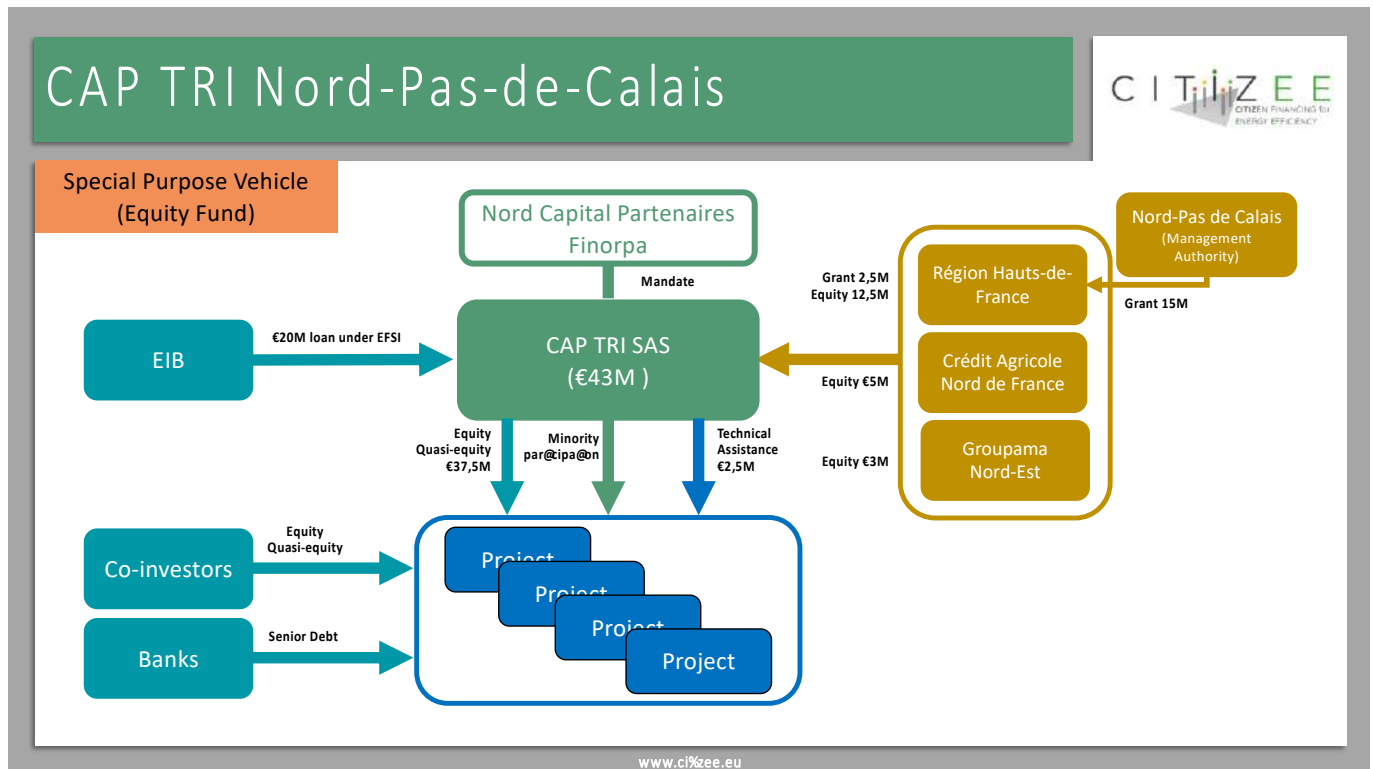 CAP TRI Nord-Pas-de-Calais
CITIZEE
CITIZEN FINANCING for
ENERGY EFFICIENCY
Special Purpose Vehicle
(Equity Fund)
Nord Capital Partenaires
Finorpa
Mandate
Nord-Pas de Calais
(Management
Authority)
Grant 15M
Région Hauts-de-
France
Grant 2,5M
Equity 12,5M
EIB
€20M loan under EFSI
CAP TRI SAS
(€43M )
Crédit Agricole
Nord de France
Equity €5M
Groupama
Nord-Est
Equity €3M
Equity
Quasi-equity
€37,5M
Minority
par@cipa@on
Technical
Assistance
€2,5M
Co-investors
Equity
Quasi-equity
Banks
Senior Debt
Project
Project
Project
Project
www.ci%zee.eu